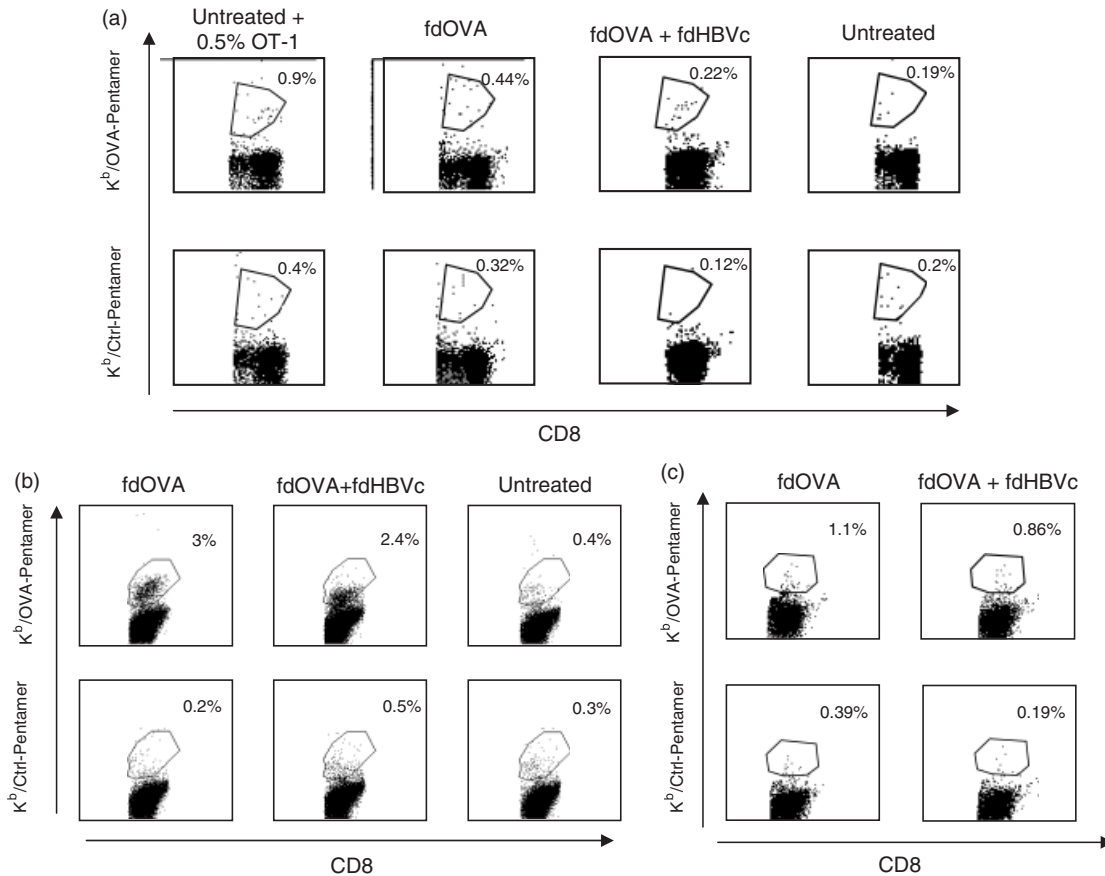 (a)
Untreated +
0.5% OT-1
fdOVA
fdOVA + fdHBVc
Untreated
K^b/OVA-Pentamer
0.9%
0.44%
0.22%
0.19%
K^b/Ctrl-Pentamer
0.4%
0.32%
0.12%
0.2%
CD8
(b)
fdOVA
fdOVA+fdHBVc
Untreated
K^b/OVA-Pentamer
3%
2.4%
0.4%
K^b/Ctrl-Pentamer
0.2%
0.5%
0.3%
CD8
(c)
fdOVA
fdOVA + fdHBVc
K^b/OVA-Pentamer
1.1%
0.86%
K^b/Ctrl-Pentamer
0.39%
0.19%
CD8